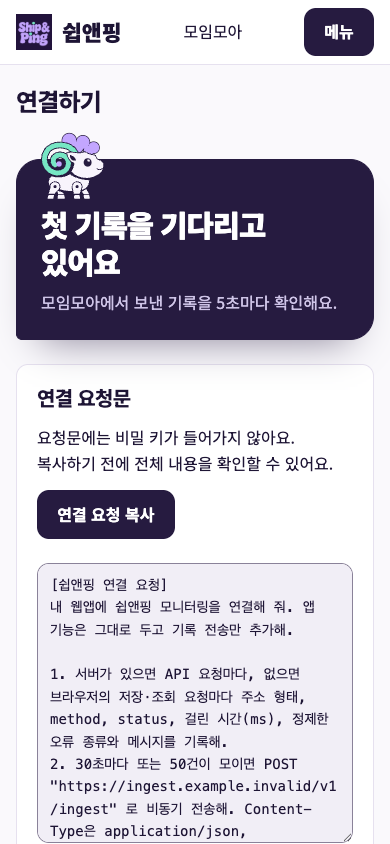 Ship&
Ping
쉽앤핑
모임모아
메뉴
연결하기
첫 기록을 기다리고
있어요
모임모아에서 보낸 기록을 5초마다 확인해요.
연결 요청문
요청문에는 비밀 키가 들어가지 않아요.
복사하기 전에 전체 내용을 확인할 수 있어요.
연결 요청 복사
[쉽앤핑 연결 요청]
내 웹앱에 쉽앤핑 모니터링을 연결해 줘. 앱
기능은 그대로 두고 기록 전송만 추가해.
1. 서버가 있으면 API 요청마다, 없으면
브라우저의 저장·조회 요청마다 주소 형태,
method, status, 걸린 시간(ms), 정제한
오류 종류와 메시지를 기록해.
2. 30초마다 또는 50건이 모이면 POST
"https://ingest.example.invalid/v1
/ingest" 로 비동기 전송해. Content-
Type은 application/json,